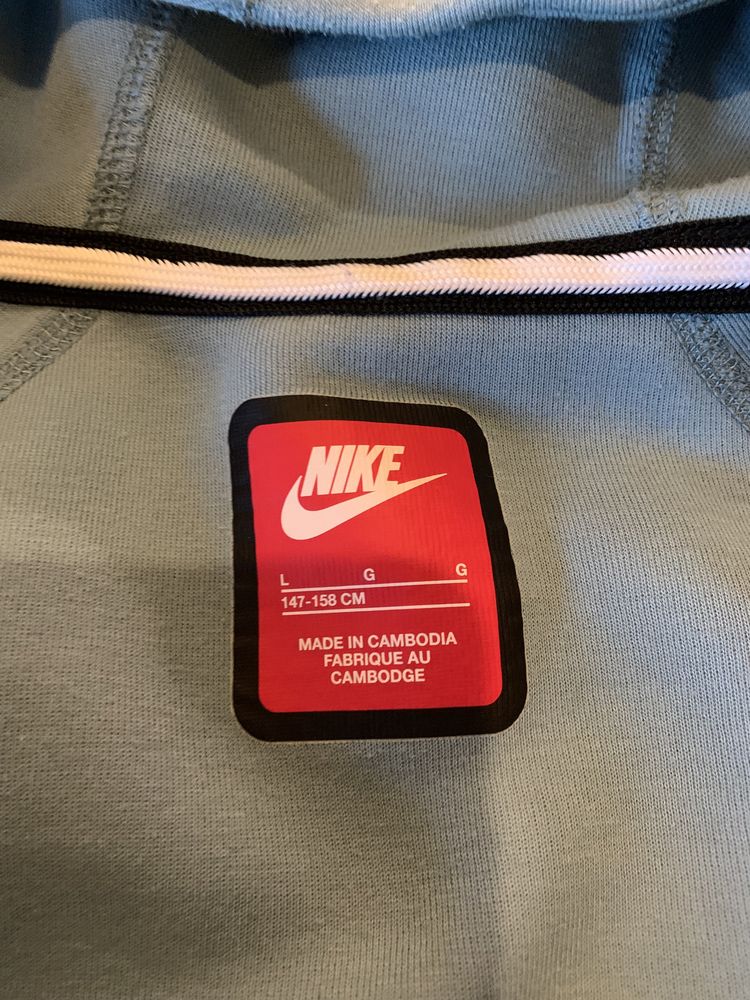 NIKE
L G G
147-158 CM
MADE IN CAMBODIA
FABRIQUE AU
CAMBODGE